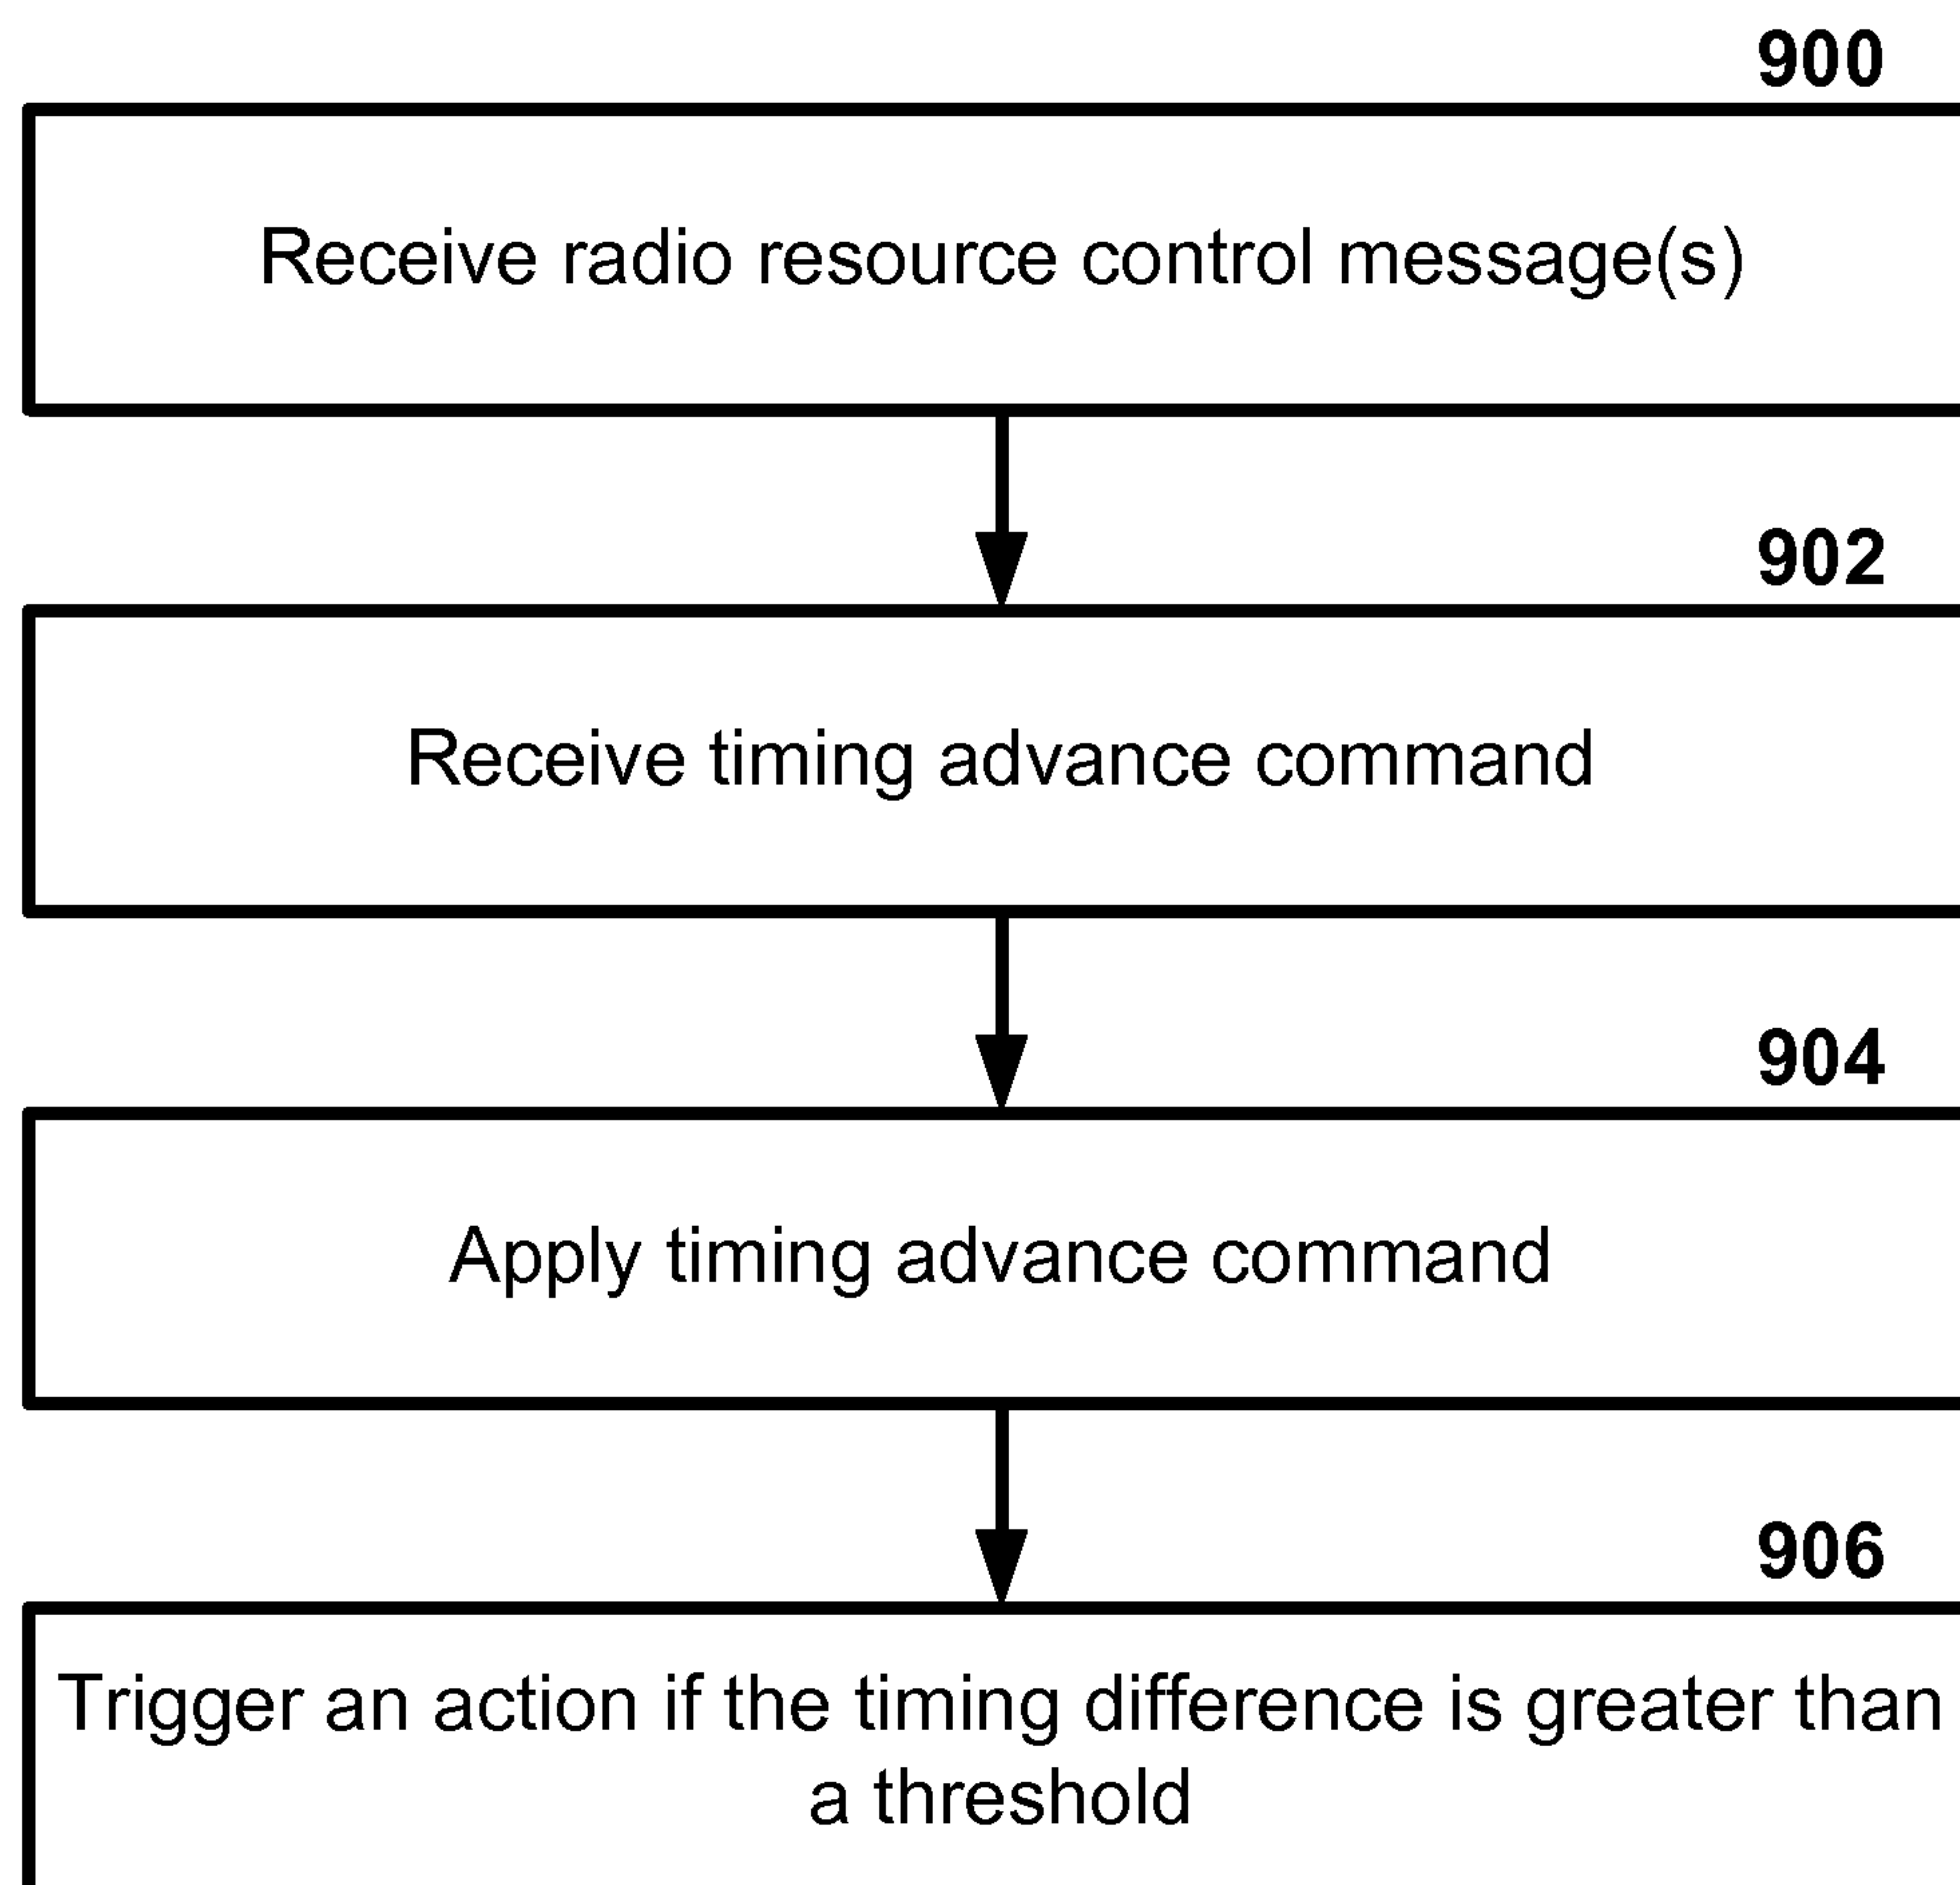 900
Receive radio resource control message(s)
902
Receive timing advance command
904
Apply timing advance command
906
Trigger an action if the timing difference is greater than
a threshold